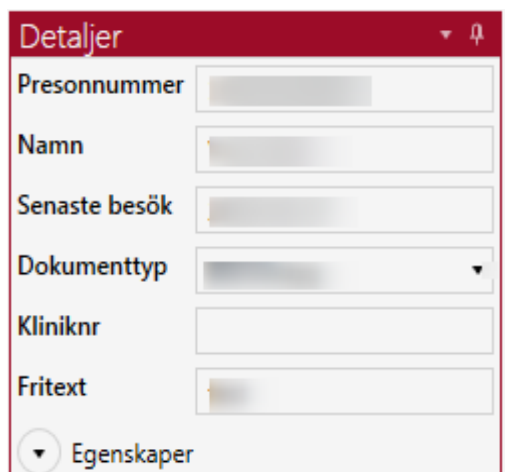 Detaljer
Presonnummer
Namn
Senaste besök
Dokumenttyp
Kliniknr
Fritext
Egenskaper